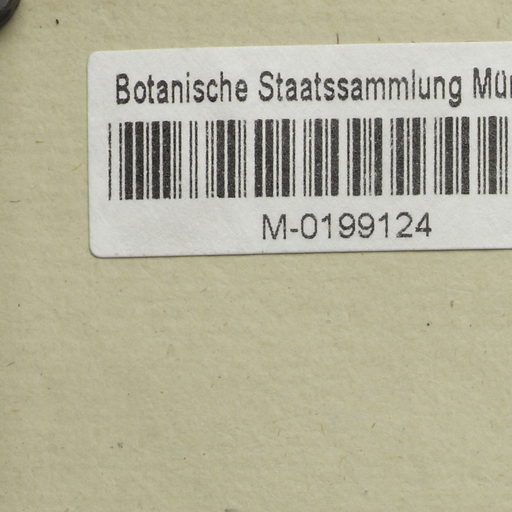 Botanische Staatssammlung Mün
M-0199124